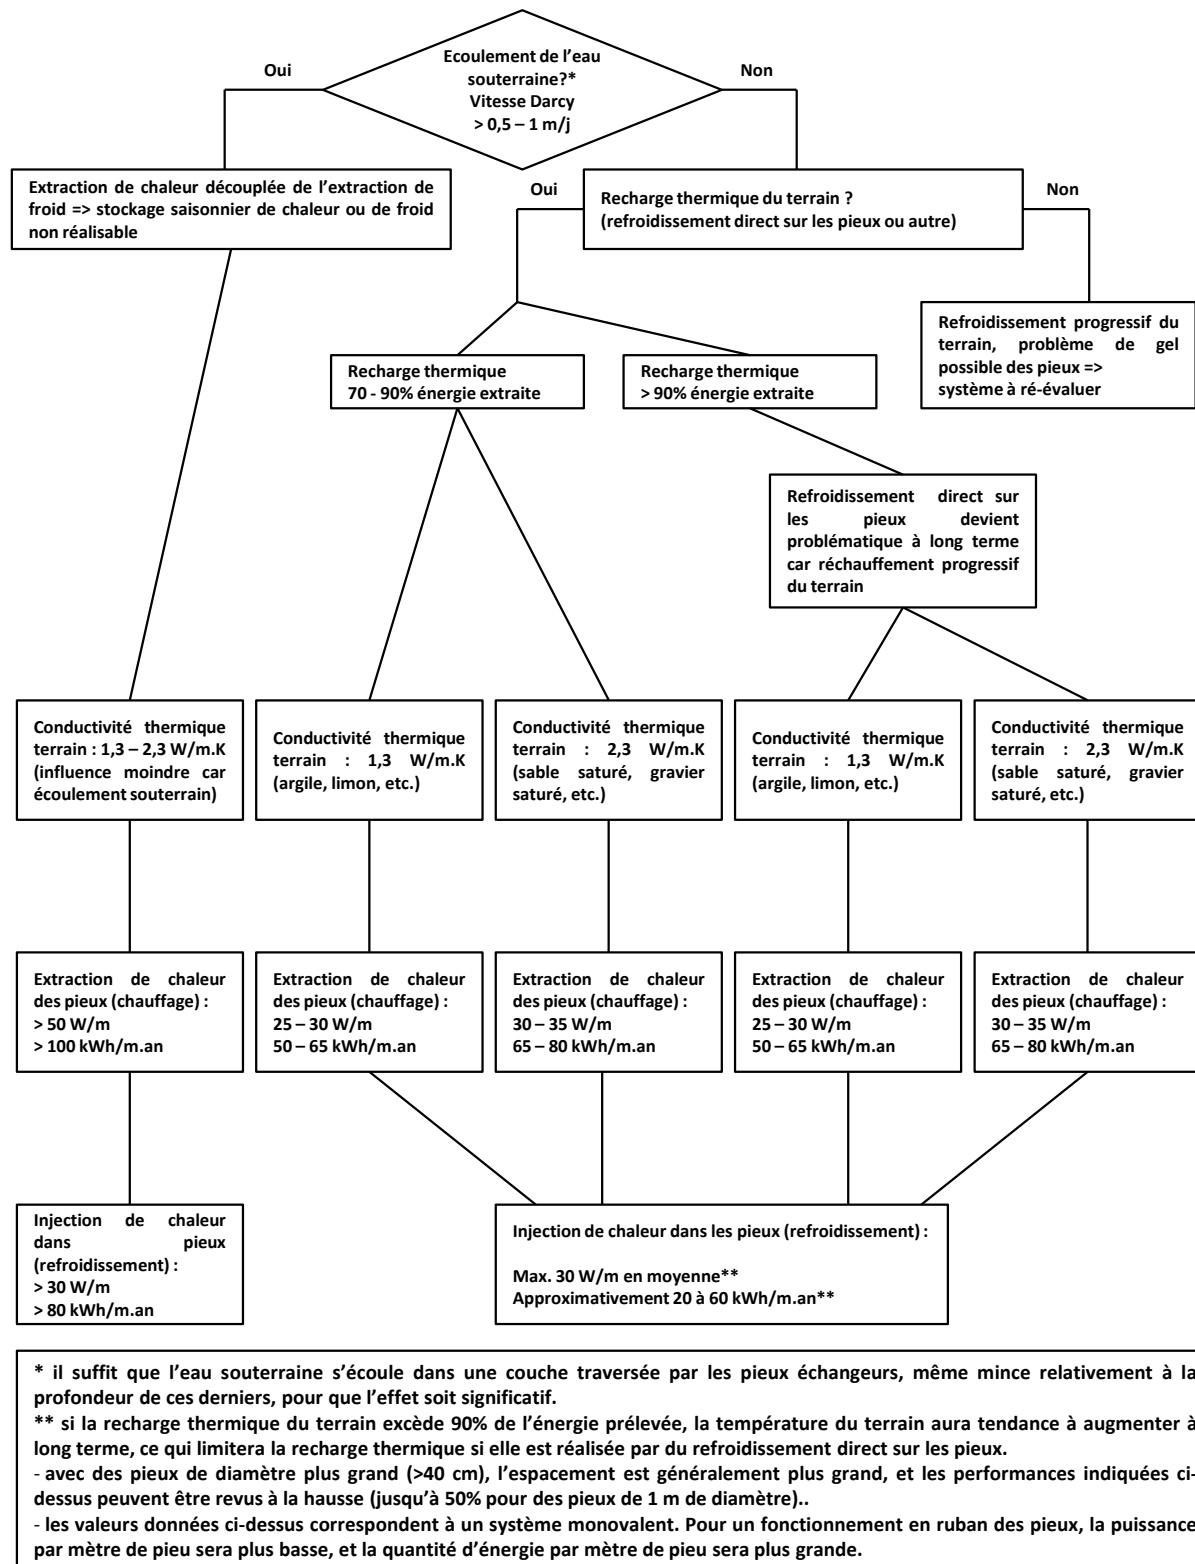 Ecoulement de l'eau
souterraine?*
Vitesse Darcy
> 0,5 – 1 m/j
Oui
Non
Extraction de chaleur découplée de l'extraction de
froid => stockage saisonnier de chaleur ou de froid
non réalisable
Oui
Recharge thermique du terrain ?
(refroidissement direct sur les pieux ou autre)
Non
Refroidissement progressif du
terrain, problème de gel
possible des pieux =>
système à ré-évaluer
Recharge thermique
70 - 90% énergie extraite
Recharge thermique
> 90% énergie extraite
Refroidissement direct sur
les pieux devient
problématique à long terme
car réchauffement progressif
du terrain
Conductivité thermique
terrain : 1,3 – 2,3 W/m.K
(influence moindre car
écoulement souterrain)
Conductivité thermique
terrain : 1,3 W/m.K
(argile, limon, etc.)
Conductivité thermique
terrain : 2,3 W/m.K
(sable saturé, gravier
saturé, etc.)
Conductivité thermique
terrain : 1,3 W/m.K
(argile, limon, etc.)
Conductivité thermique
terrain : 2,3 W/m.K
(sable saturé, gravier
saturé, etc.)
Extraction de chaleur
des pieux (chauffage) :
> 50 W/m
> 100 kWh/m.an
Extraction de chaleur
des pieux (chauffage) :
25 – 30 W/m
50 – 65 kWh/m.an
Extraction de chaleur
des pieux (chauffage) :
30 – 35 W/m
65 – 80 kWh/m.an
Extraction de chaleur
des pieux (chauffage) :
25 – 30 W/m
50 – 65 kWh/m.an
Extraction de chaleur
des pieux (chauffage) :
30 – 35 W/m
65 – 80 kWh/m.an
Injection de chaleur
dans pieux
(refroidissement) :
> 30 W/m
> 80 kWh/m.an
Injection de chaleur dans les pieux (refroidissement) :
Max. 30 W/m en moyenne**
Approximativement 20 à 60 kWh/m.an**
* il suffit que l'eau souterraine s'écoule dans une couche traversée par les pieux échangeurs, même mince relativement à la
profondeur de ces derniers, pour que l'effet soit significatif.
** si la recharge thermique du terrain excède 90% de l'énergie prélevée, la température du terrain aura tendance à augmenter à
long terme, ce qui limitera la recharge thermique si elle est réalisée par du refroidissement direct sur les pieux.
- avec des pieux de diamètre plus grand (>40 cm), l'espacement est généralement plus grand, et les performances indiquées ci-
dessus peuvent être revus à la hausse (jusqu'à 50% pour des pieux de 1 m de diamètre)..
- les valeurs données ci-dessus correspondent à un système monovalent. Pour un fonctionnement en ruban des pieux, la puissance
par mètre de pieu sera plus basse, et la quantité d'énergie par mètre de pieu sera plus grande.